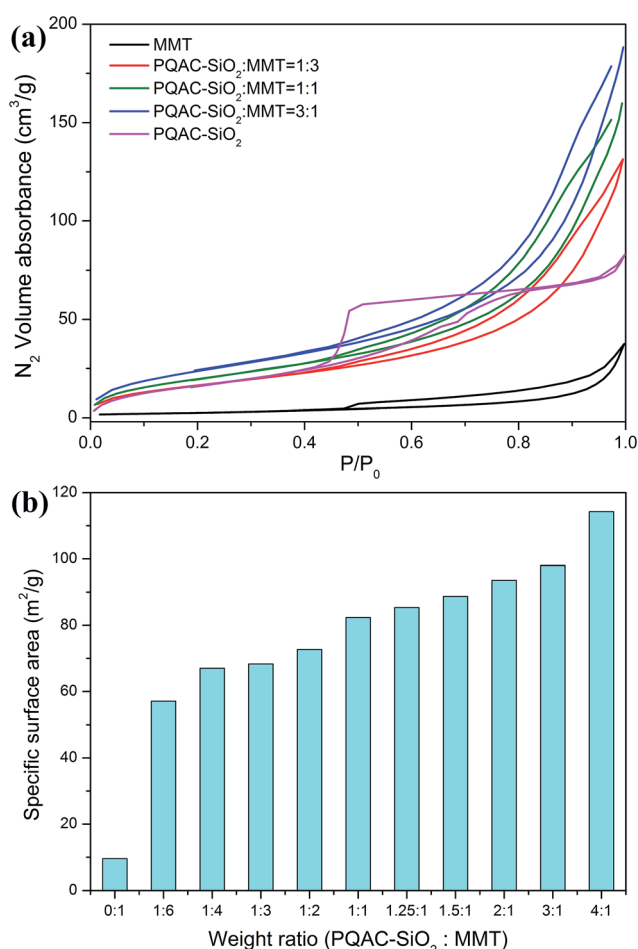 (a)
MMT
PQAC-SiO₂:MMT=1:3
PQAC-SiO₂:MMT=1:1
PQAC-SiO₂:MMT=3:1
PQAC-SiO₂
N₂ Volume absorbance (cm³/g)
200
150
100
50
0
0.0 0.2 0.4 0.6 0.8 1.0
P/P₀
(b)
Specific surface area (m²/g)
120
100
80
60
40
20
0
0:1 1:6 1:4 1:3 1:2 1:1 1.25:1 1.5:1 2:1 3:1 4:1
Weight ratio (PQAC-SiO₂ : MMT)